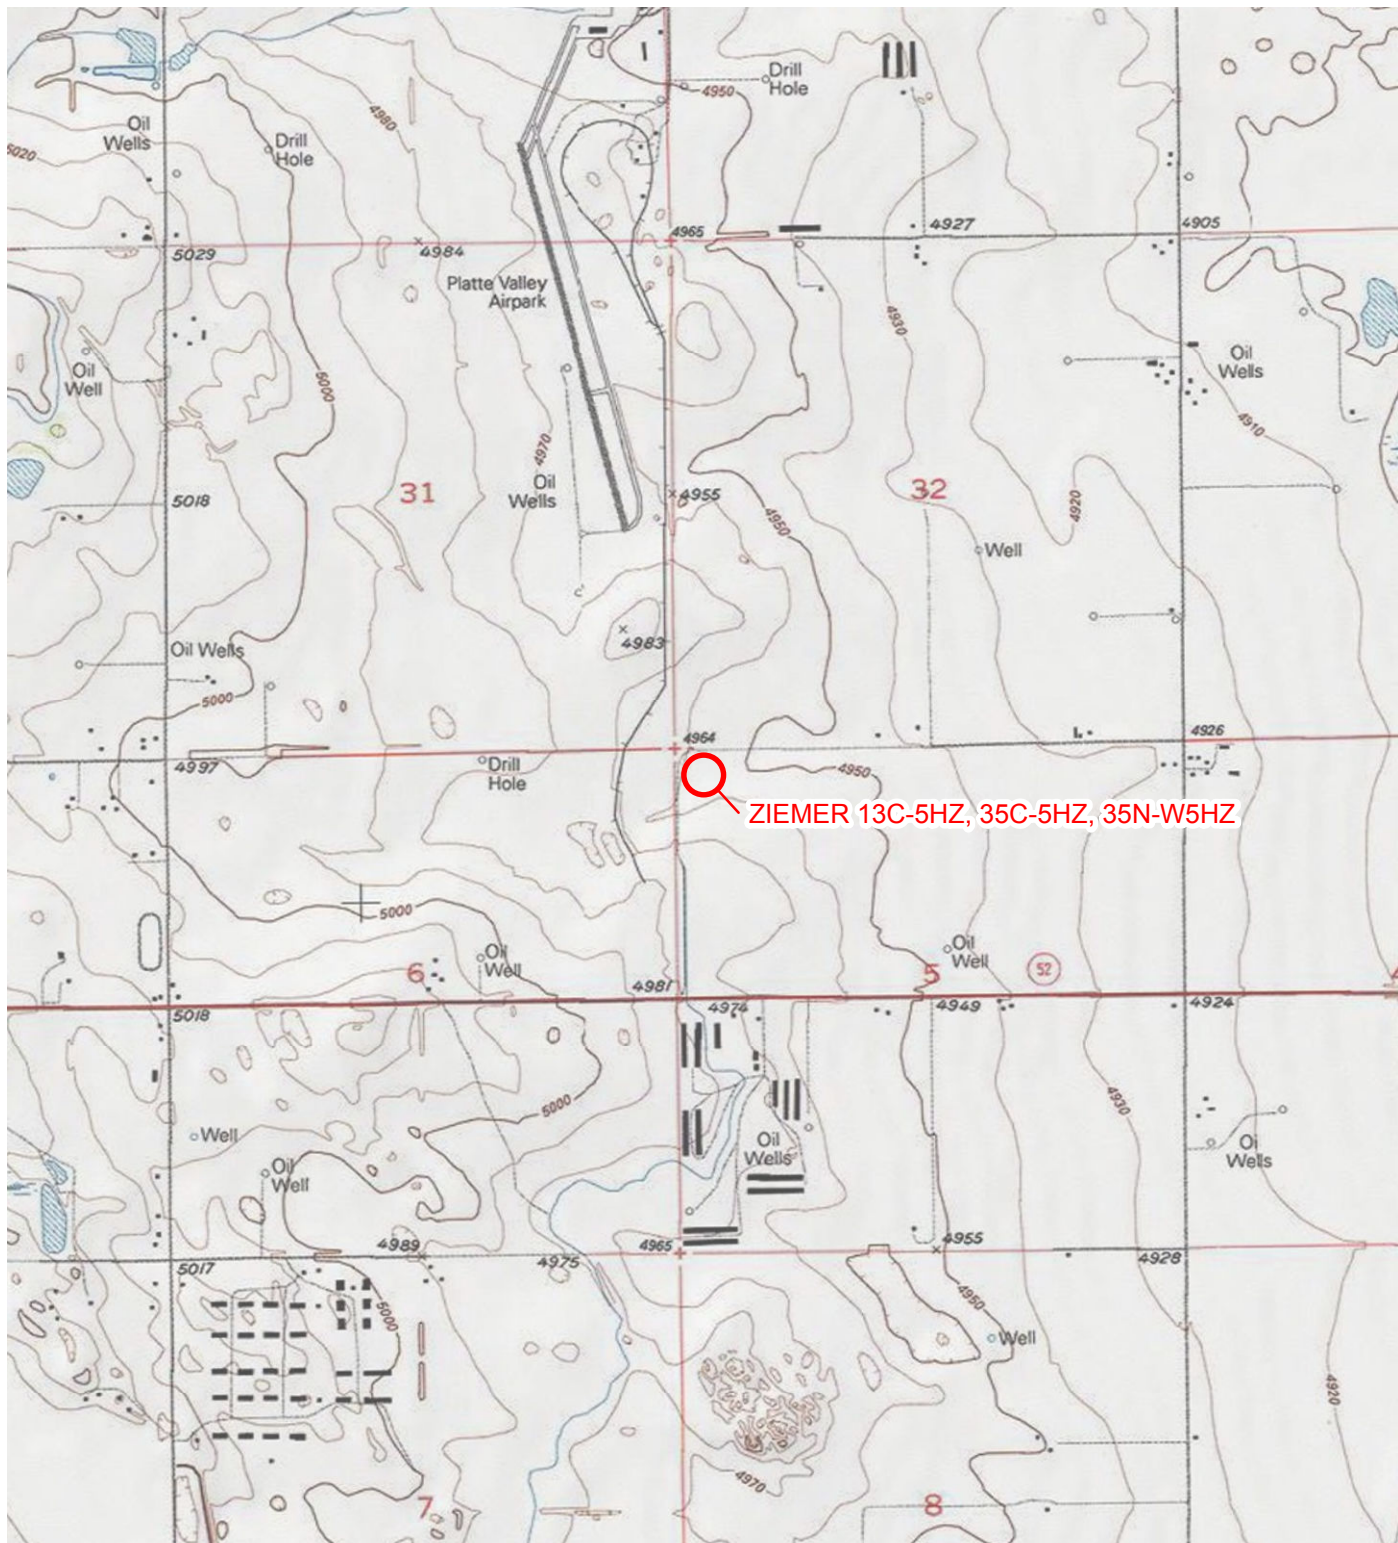 Drill
Hole
4950
4980
Oil
Wells
5020
Drill
Hole
4965
4927
4905
5029
4984
Platte Valley
Airpark
4930
Oil
Wells
Oil
Well
5000
4910
4970
Oil
Wells
31
32
5018
4955
4950
4920
Well
4983
Oil Wells
5000
4964
4926
4997
Drill
Hole
4950
ZIEMER 13C-5HZ, 35C-5HZ, 35N-W5HZ
5000
Oil
Well
Oil
Well
6
5
52
4
4981
5018
4974
4949
4924
5000
4930
Well
Oil
Wells
Oi
Wells
Oil
Well
4989
4965
4955
4975
4928
5017
5000
4950
Well
4920
4970
7
8